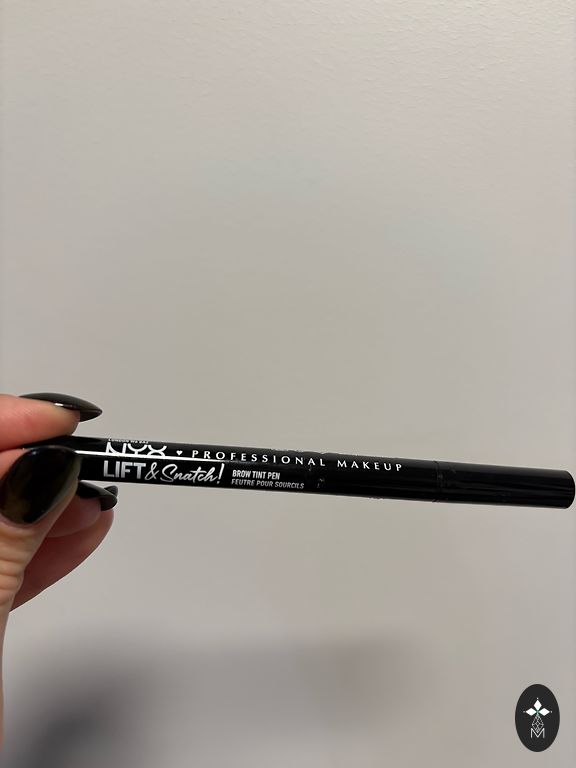 NYX ♥ PROFESSIONAL MAKEUP
LIFT & Snatch!
BROW TINT PEN
FEUTRE POUR SOURCILS
M